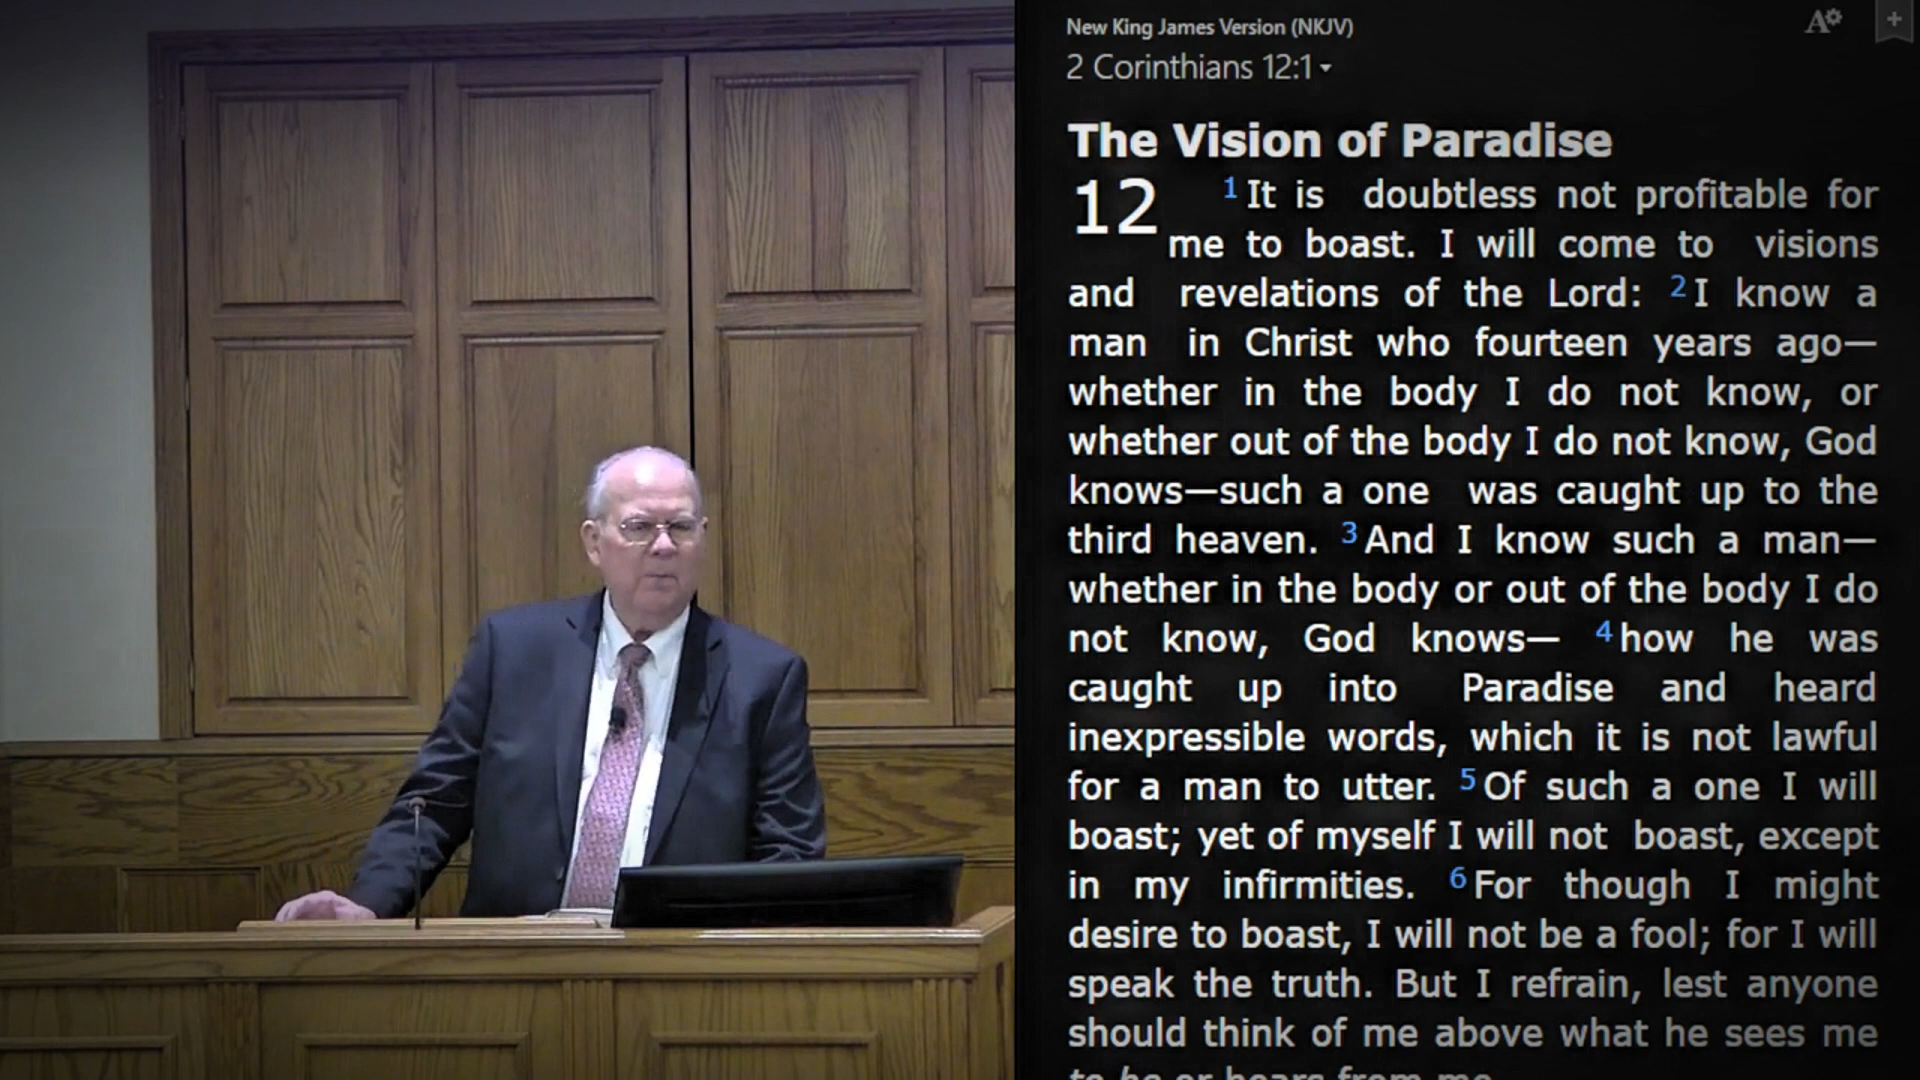 New King James Version (NKJV)
2 Corinthians 12:1
The Vision of Paradise
12 1 It is doubtless not profitable for
me to boast. I will come to visions
and revelations of the Lord: 2 I know a
man in Christ who fourteen years ago—
whether in the body I do not know, or
whether out of the body I do not know, God
knows—such a one was caught up to the
third heaven. 3 And I know such a man—
whether in the body or out of the body I do
not know, God knows— 4 how he was
caught up into Paradise and heard
inexpressible words, which it is not lawful
for a man to utter. 5 Of such a one I will
boast; yet of myself I will not boast, except
in my infirmities. 6 For though I might
desire to boast, I will not be a fool; for I will
speak the truth. But I refrain, lest anyone
should think of me above what he sees me
to be or hears from me.